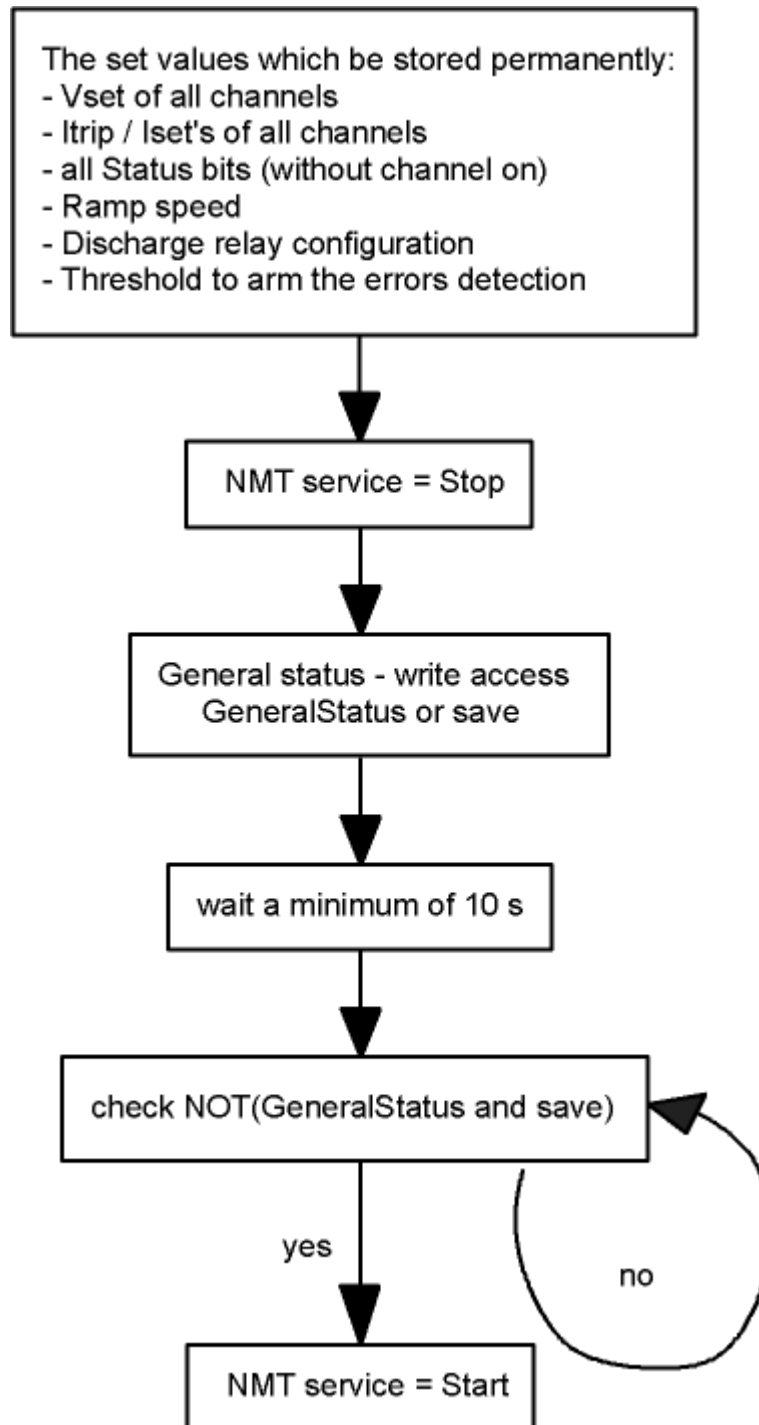 The set values which be stored permanently:
- Vset of all channels
- Itrip / Iset's of all channels
- all Status bits (without channel on)
- Ramp speed
- Discharge relay configuration
- Threshold to arm the errors detection
NMT service = Stop
General status - write access
GeneralStatus or save
wait a minimum of 10 s
check NOT(GeneralStatus and save)
yes
no
NMT service = Start